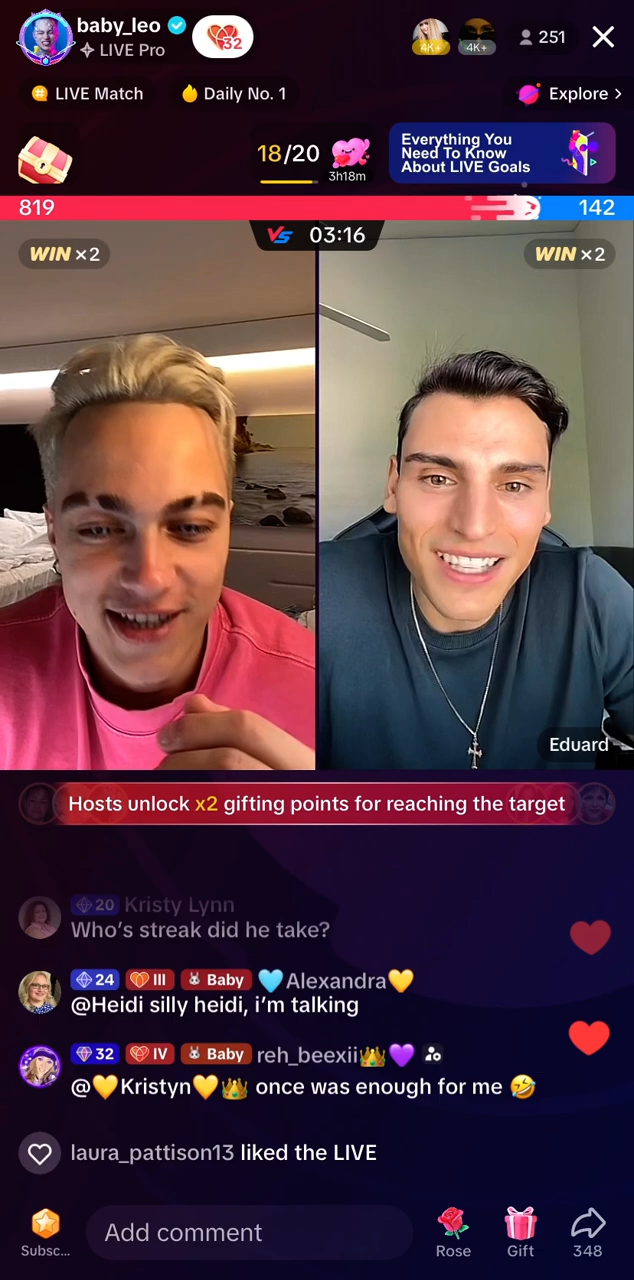 baby_leo
LIVE Pro
32
4K+
4K+
251
LIVE Match
Daily No. 1
Explore >
18/20
3h18m
Everything You
Need To Know
About LIVE Goals
819
142
VS 03:16
WIN ×2
WIN ×2
Eduard
Hosts unlock x2 gifting points for reaching the target
20 Kristy Lynn
Who's streak did he take?
24 III Baby 🩵Alexandra💛
@Heidi silly heidi, i'm talking
32 IV Baby reh_beexii👑💜
@💛Kristyn💛👑 once was enough for me 🤣
laura_pattison13 liked the LIVE
Subsc...
Add comment
Rose
Gift
348